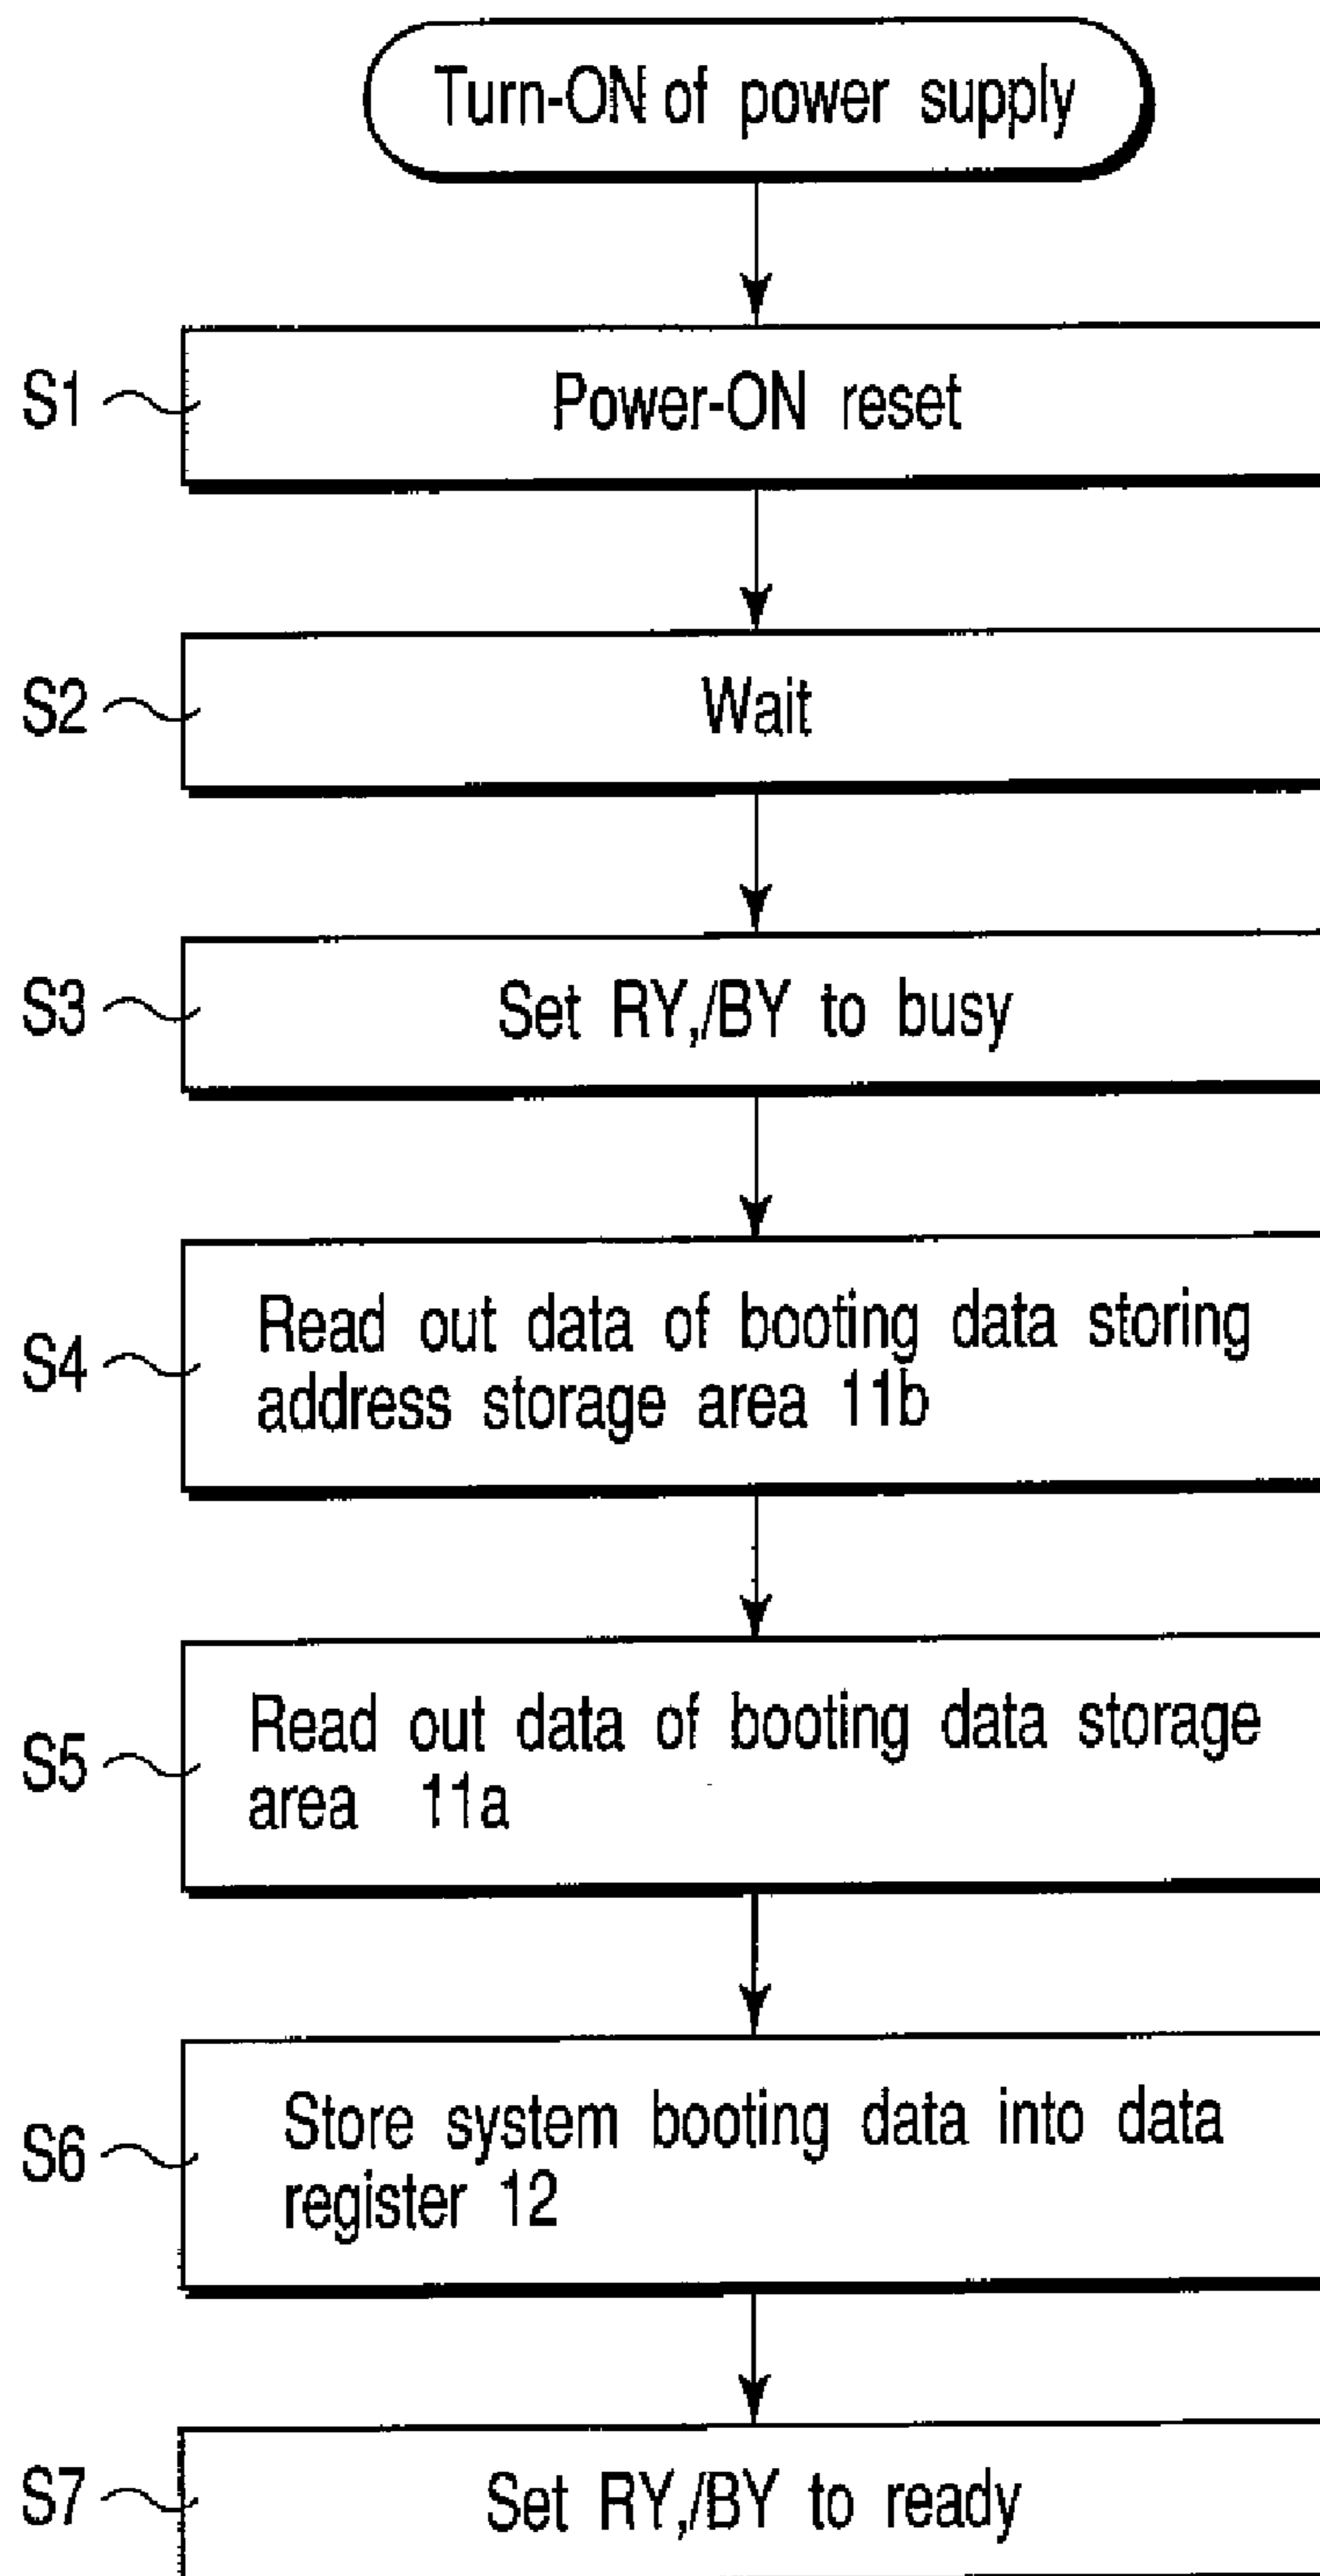 Turn-ON of power supply
S1
Power-ON reset
S2
Wait
S3
Set RY,/BY to busy
S4
Read out data of booting data storing
address storage area 11b
S5
Read out data of booting data storage
area 11a
S6
Store system booting data into data
register 12
S7
Set RY,/BY to ready